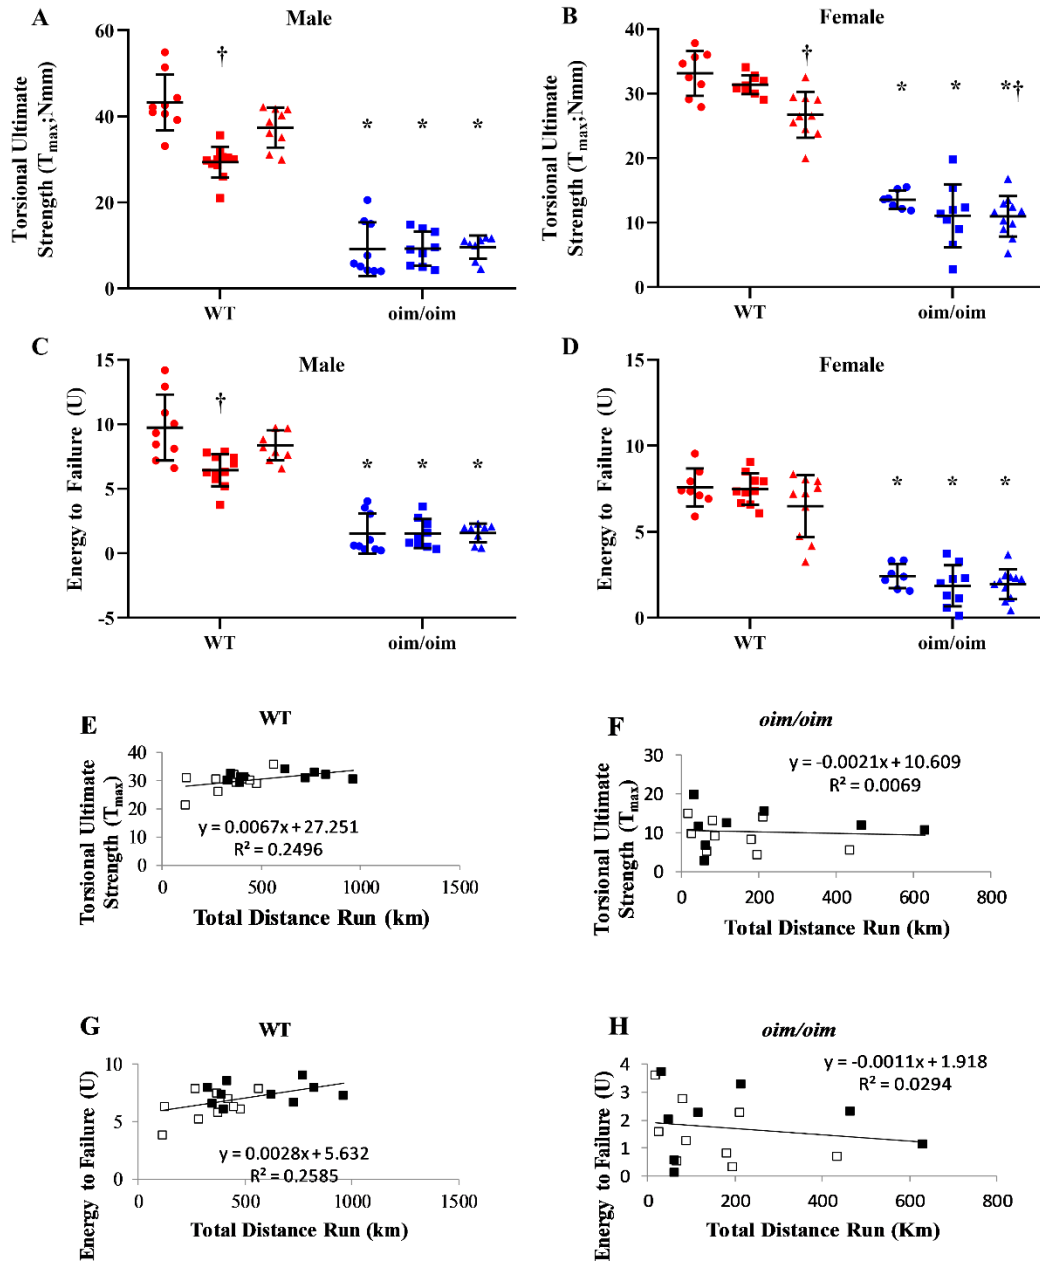 A
Male
Torsional Ultimate
Strength (Tmax;Nmm)
60
40
20
0
†
* * *
WT
oim/oim
B
Female
Torsional Ultimate
Strength (Tmax;Nmm)
40
30
20
10
0
†
* * *†
WT
oim/oim
C
Male
Energy to Failure (U)
15
10
5
0
-5
†
* * *
WT
oim/oim
D
Female
Energy to Failure (U)
15
10
5
0
* * *
WT
oim/oim
E
WT
Torsional Ultimate
Strength (Tmax)
40
30
20
10
0
y = 0.0067x + 27.251
R² = 0.2496
0 500 1000 1500
Total Distance Run (km)
F
oim/oim
Torsional Ultimate
Strength (Tmax)
30
20
10
0
y = -0.0021x + 10.609
R² = 0.0069
0 200 400 600 800
Total Distance Run (km)
G
WT
Energy to Failure (U)
10
5
0
y = 0.0028x + 5.632
R² = 0.2585
0 500 1000 1500
Total Distance Run (km)
H
oim/oim
Energy to Failure (U)
4
3
2
1
0
y = -0.0011x + 1.918
R² = 0.0294
0 200 400 600 800
Total Distance Run (Km)